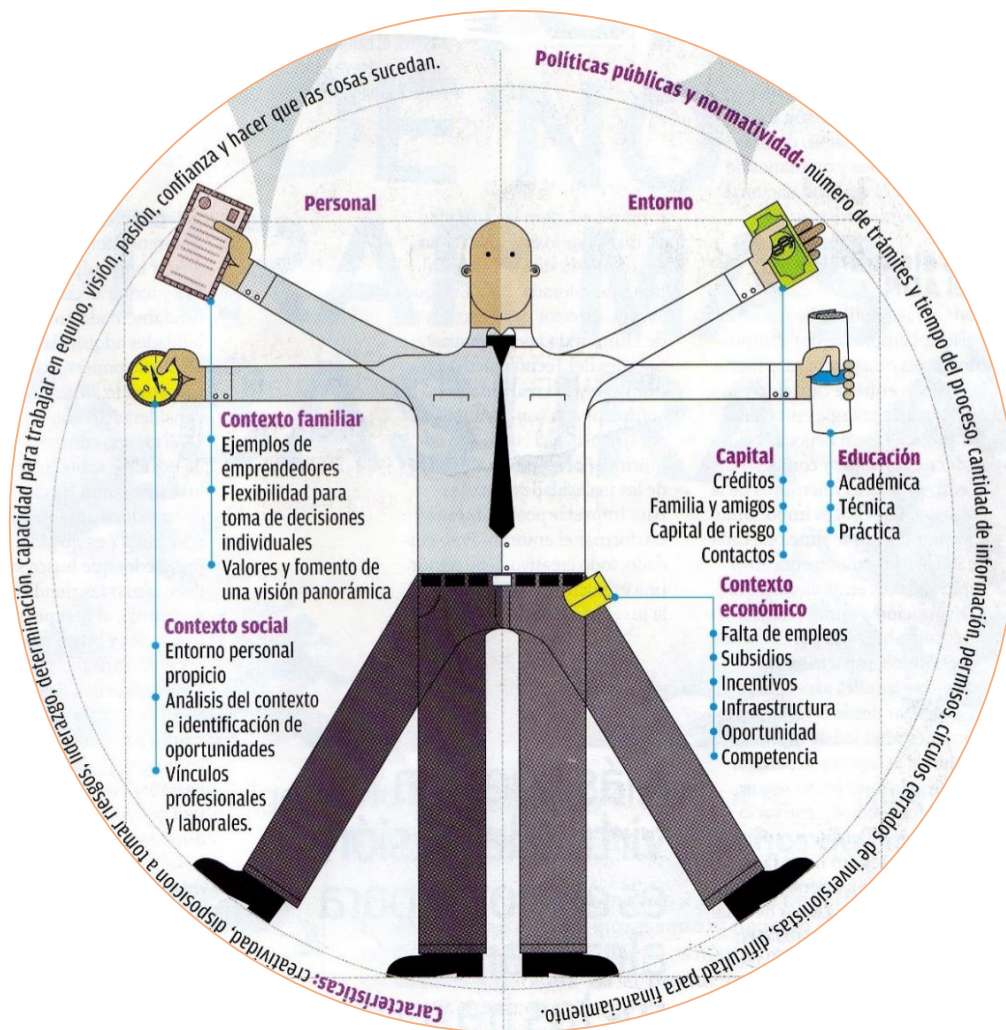 Características: creatividad, disposición a tomar riesgos, liderazgo, determinación, capacidad para trabajar en equipo, visión, pasión, confianza y hacer que las cosas sucedan.
Políticas públicas y normatividad: número de trámites y tiempo del proceso, cantidad de información, permisos, círculos cerrados de inversionistas, dificultad para financiamiento.
Personal
Entorno
Contexto familiar
Ejemplos de
emprendedores
Flexibilidad para
toma de decisiones
individuales
Valores y fomento de
una visión panorámica
Contexto social
Entorno personal
propicio
Análisis del contexto
e identificación de
oportunidades
Vínculos
profesionales
y laborales.
Capital
Créditos
Familia y amigos
Capital de riesgo
Contactos
Educación
Académica
Técnica
Práctica
Contexto
económico
Falta de empleos
Subsidios
Incentivos
Infraestructura
Oportunidad
Competencia